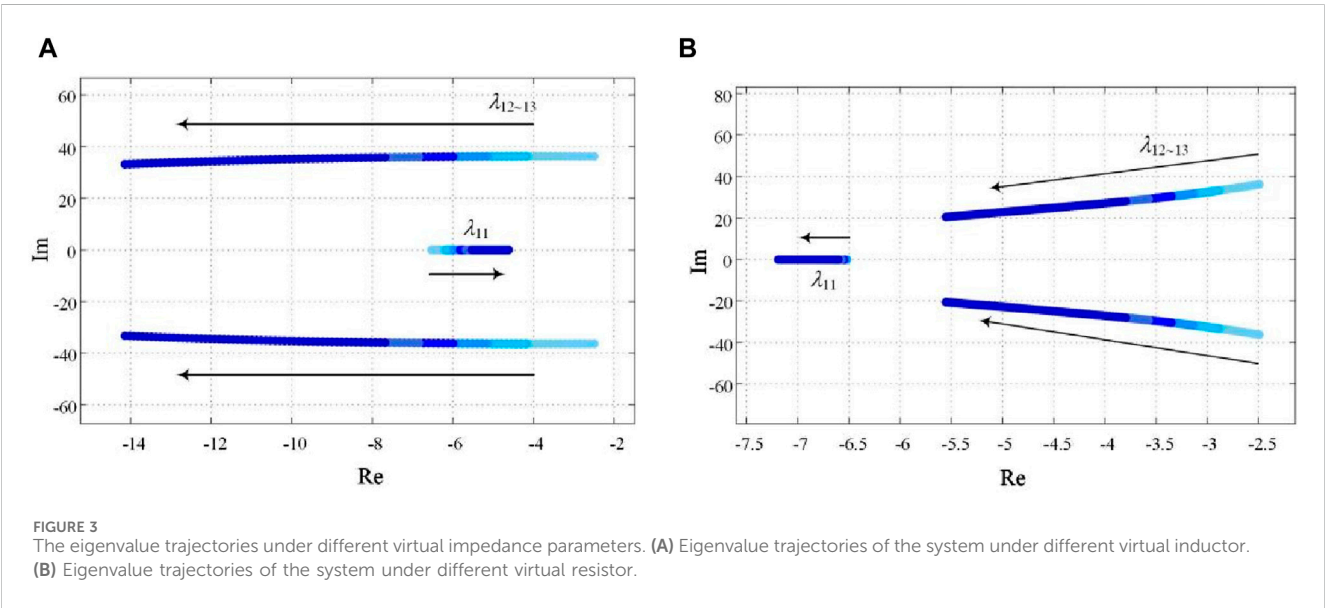 A
B
60
40
20
0
-20
-40
-60
Im
-14
-12
-10
-8
-6
-4
-2
Re
λ12~13
λ11
80
60
40
20
0
-20
-40
-60
Im
-7.5
-7
-6.5
-6
-5.5
-5
-4.5
-4
-3.5
-3
-2.5
Re
λ12~13
λ11
FIGURE 3
The eigenvalue trajectories under different virtual impedance parameters. (A) Eigenvalue trajectories of the system under different virtual inductor.
(B) Eigenvalue trajectories of the system under different virtual resistor.